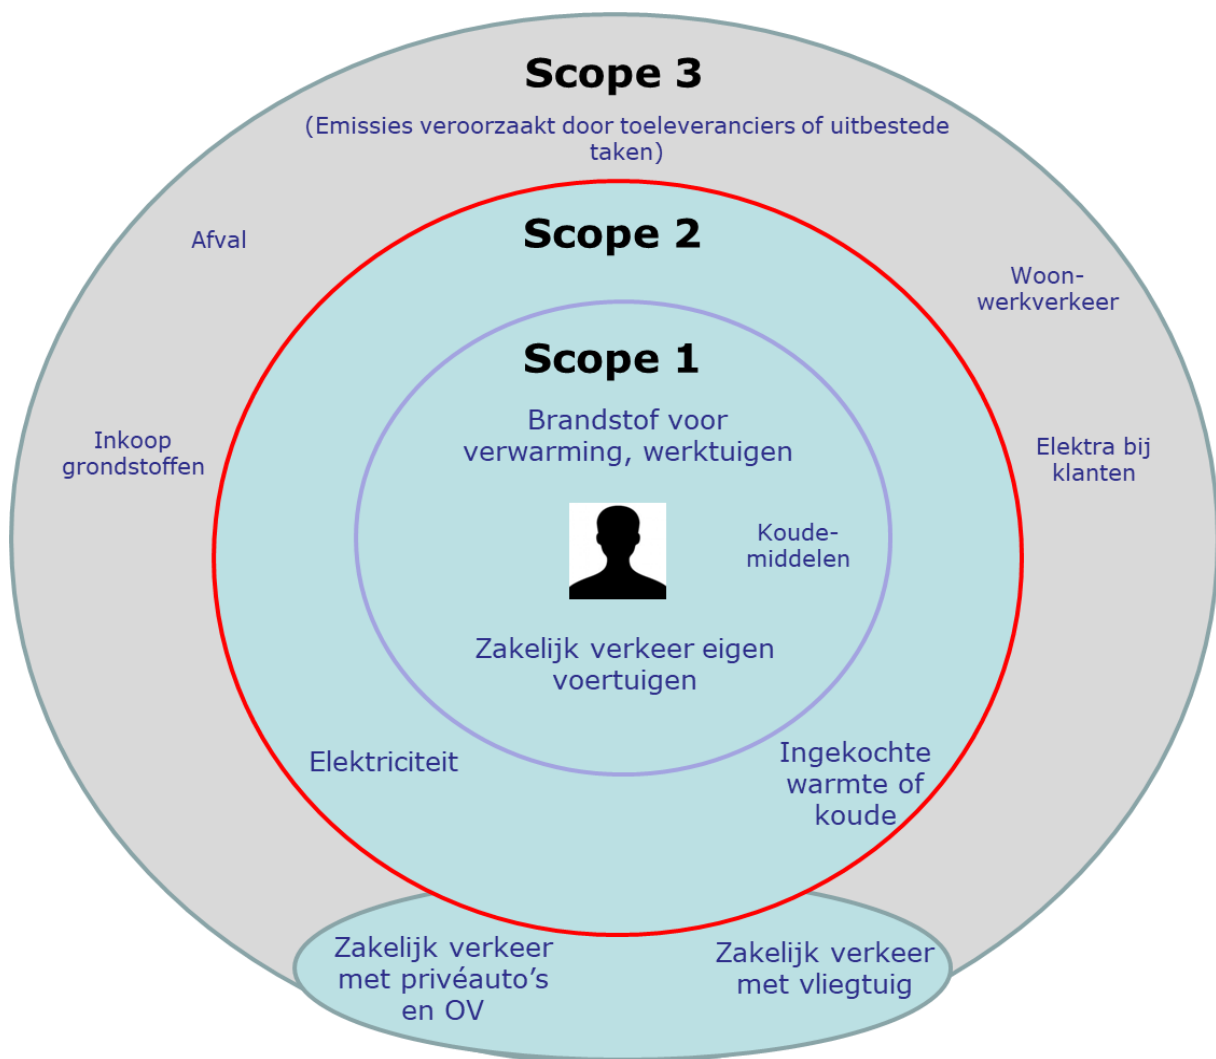 Scope 3
(Emissies veroorzaakt door toeleveranciers of uitbestede
taken)
Afval
Scope 2
Woon-
werkverkeer
Scope 1
Brandstof voor
verwarming, werktuigen
Inkoop
grondstoffen
Elektra bij
klanten
Koude-
middelen
Zakelijk verkeer eigen
voertuigen
Elektriciteit
Ingekochte
warmte of
koude
Zakelijk verkeer
met privéauto’s
en OV
Zakelijk verkeer
met vliegtuig